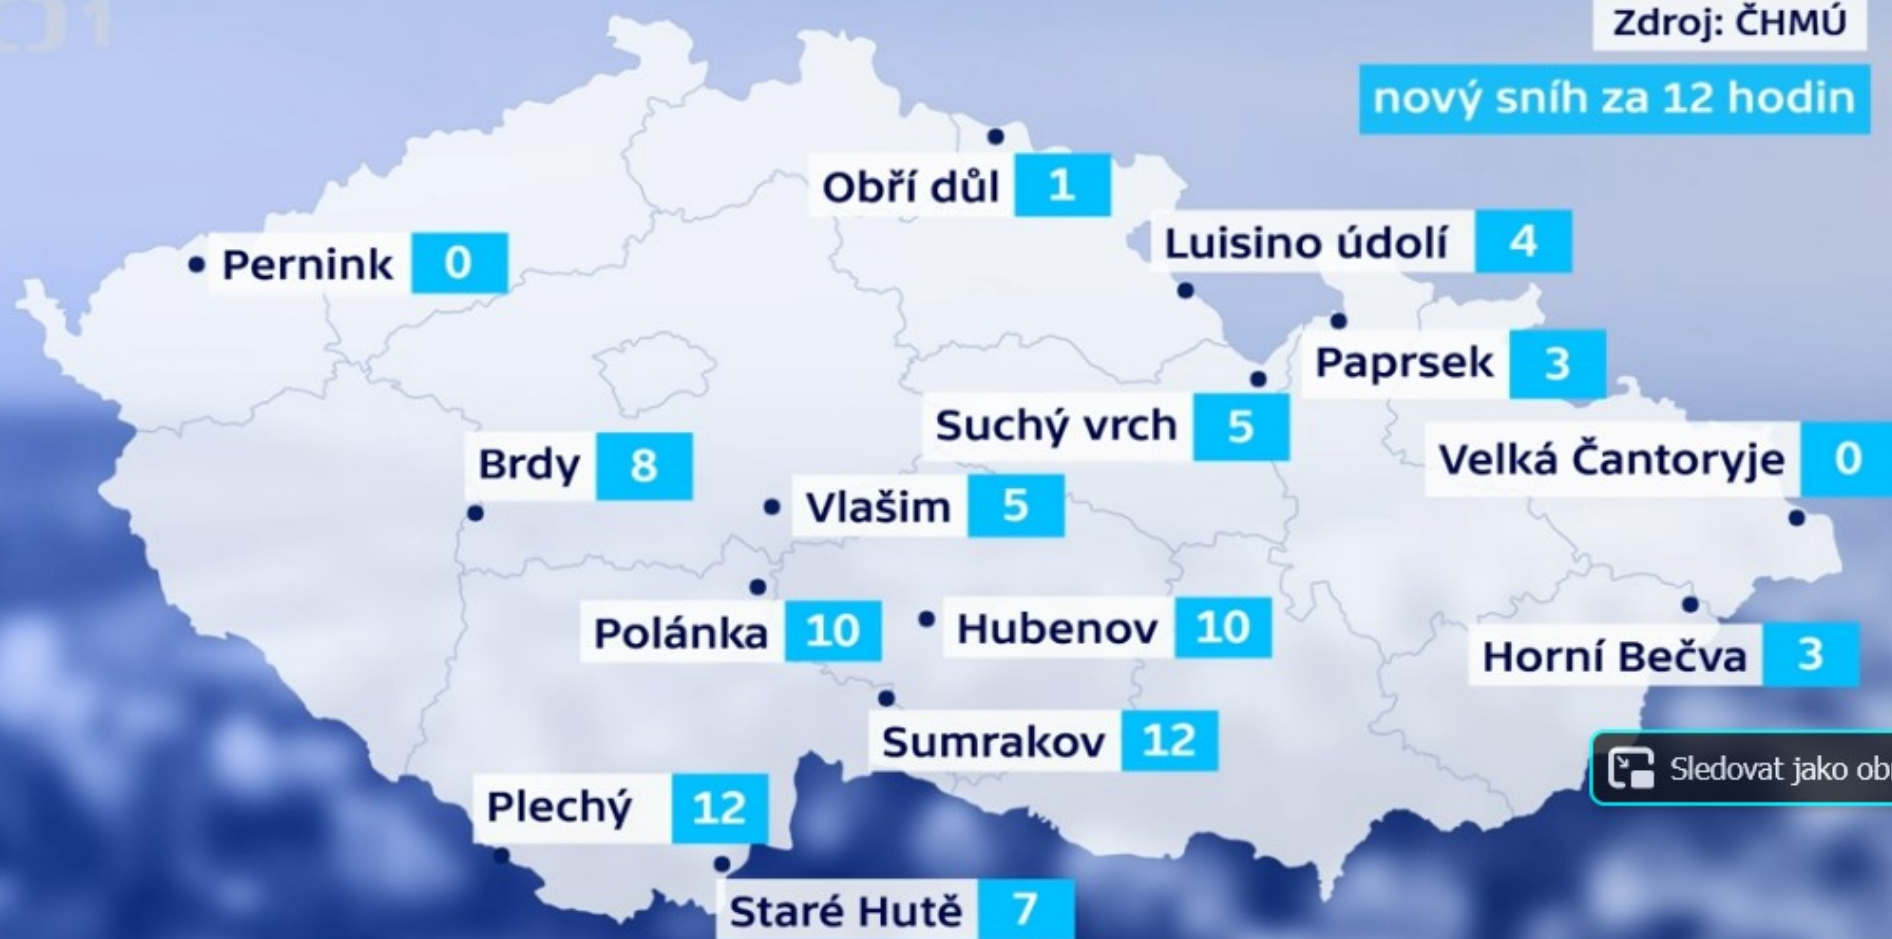 Zdroj: ČHMÚ
nový sníh za 12 hodin
Obří důl 1
Luisino údolí 4
Pernink 0
Paprsek 3
Suchý vrch 5
Velká Čantoryje 0
Brdy 8
Vlašim 5
Polánka 10
Hubenov 10
Horní Bečva 3
Sumrakov 12
Sledovat jako
Plechý 12
Staré Hutě 7